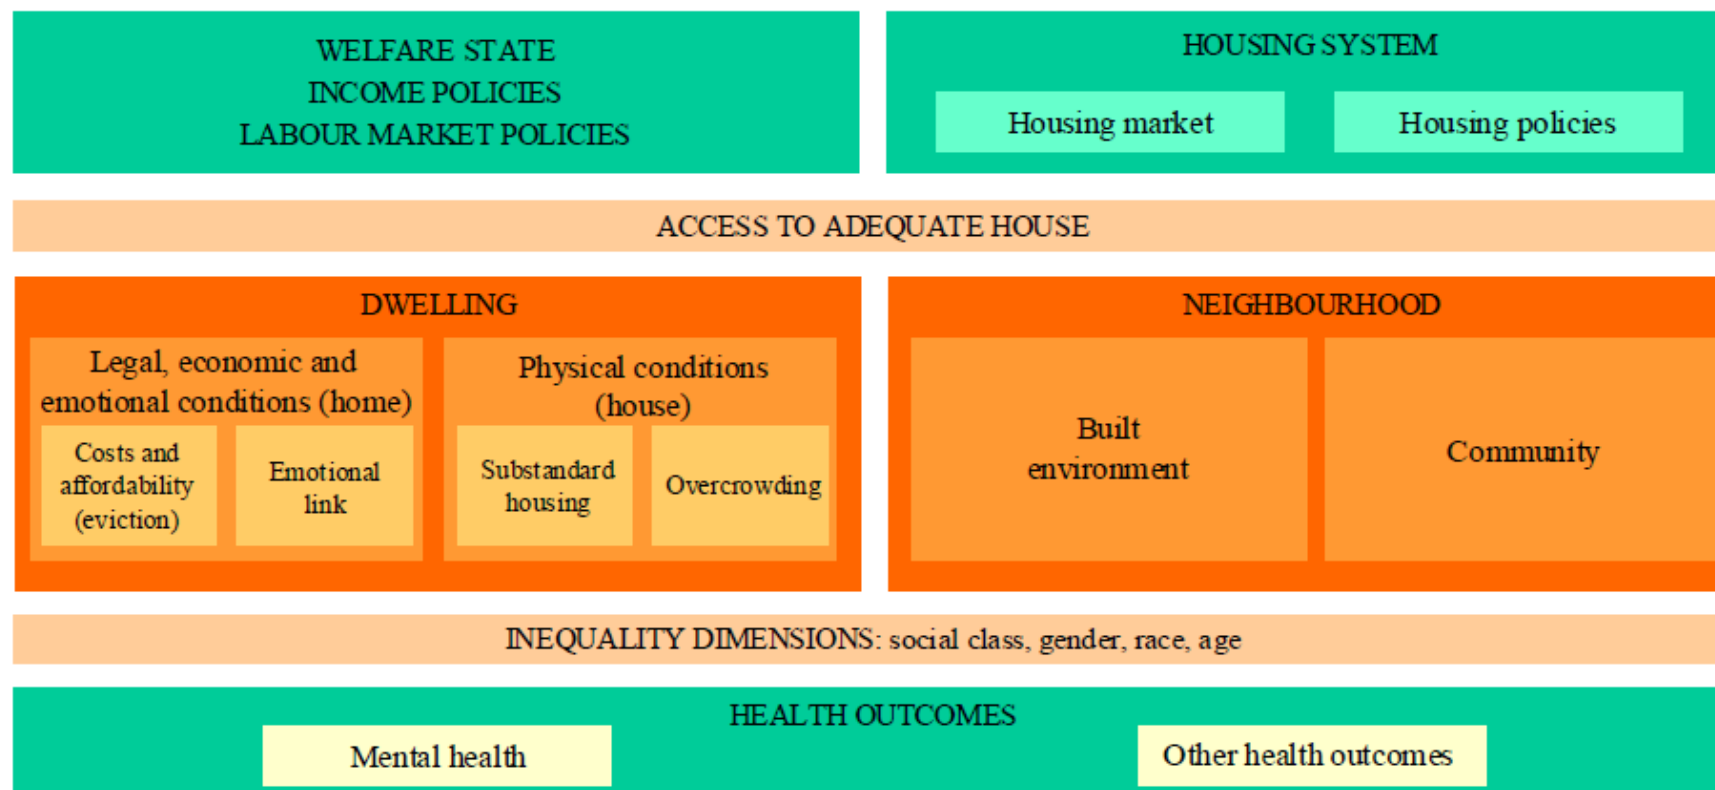 WELFARE STATE
INCOME POLICIES
LABOUR MARKET POLICIES
HOUSING SYSTEM
Housing market
Housing policies
ACCESS TO ADEQUATE HOUSE
DWELLING
Legal, economic and
emotional conditions (home)
Costs and
affordability
(eviction)
Emotional
link
Physical conditions
(house)
Substandard
housing
Overcrowding
NEIGHBOURHOOD
Built
environment
Community
INEQUALITY DIMENSIONS: social class, gender, race, age
HEALTH OUTCOMES
Mental health
Other health outcomes